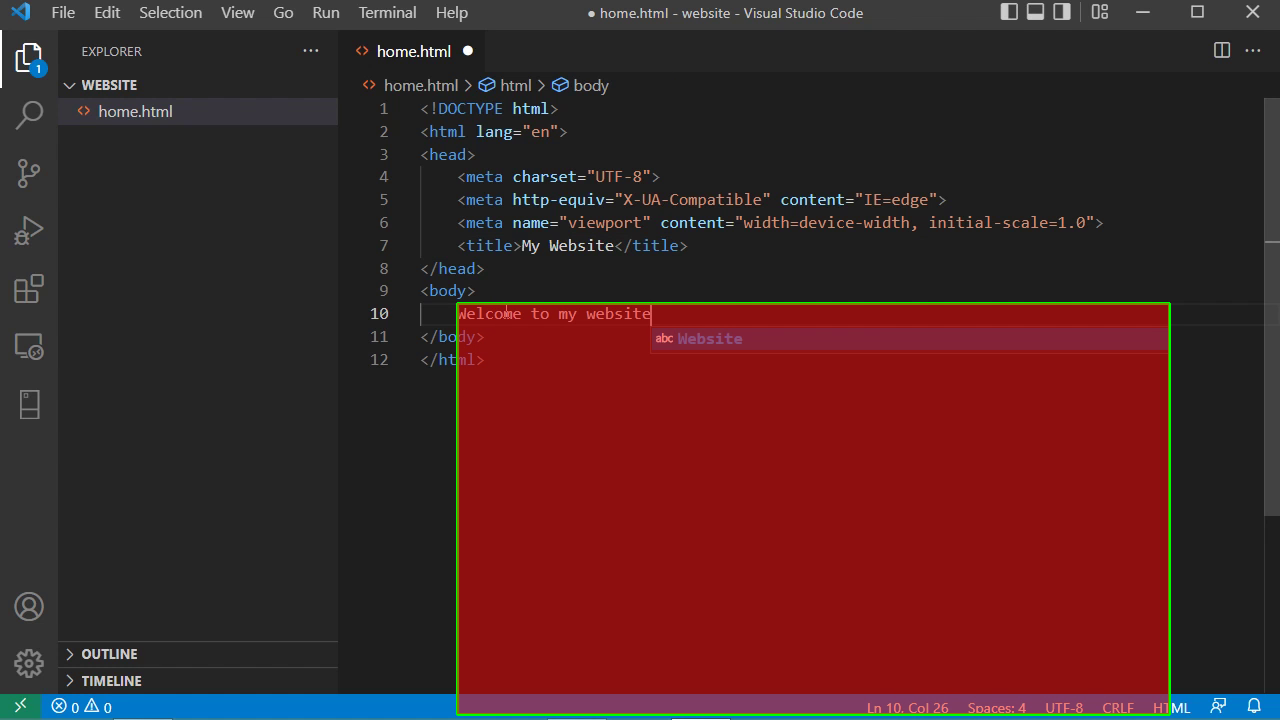 File Edit Selection View Go Run Terminal Help ● home.html - website - Visual Studio Code
EXPLORER
home.html
1
WEBSITE
home.html > html > body
home.html
1 <!DOCTYPE html>
2 <html lang="en">
3 <head>
4 <meta charset="UTF-8">
5 <meta http-equiv="X-UA-Compatible" content="IE=edge">
6 <meta name="viewport" content="width=device-width, initial-scale=1.0">
7 <title>My Website</title>
8 </head>
9 <body>
10 Welcome to my website
abc Website
11 </body>
12 </html>
OUTLINE
TIMELINE
0 0 Ln 10, Col 26 Spaces: 4 UTF-8 CRLF HTML